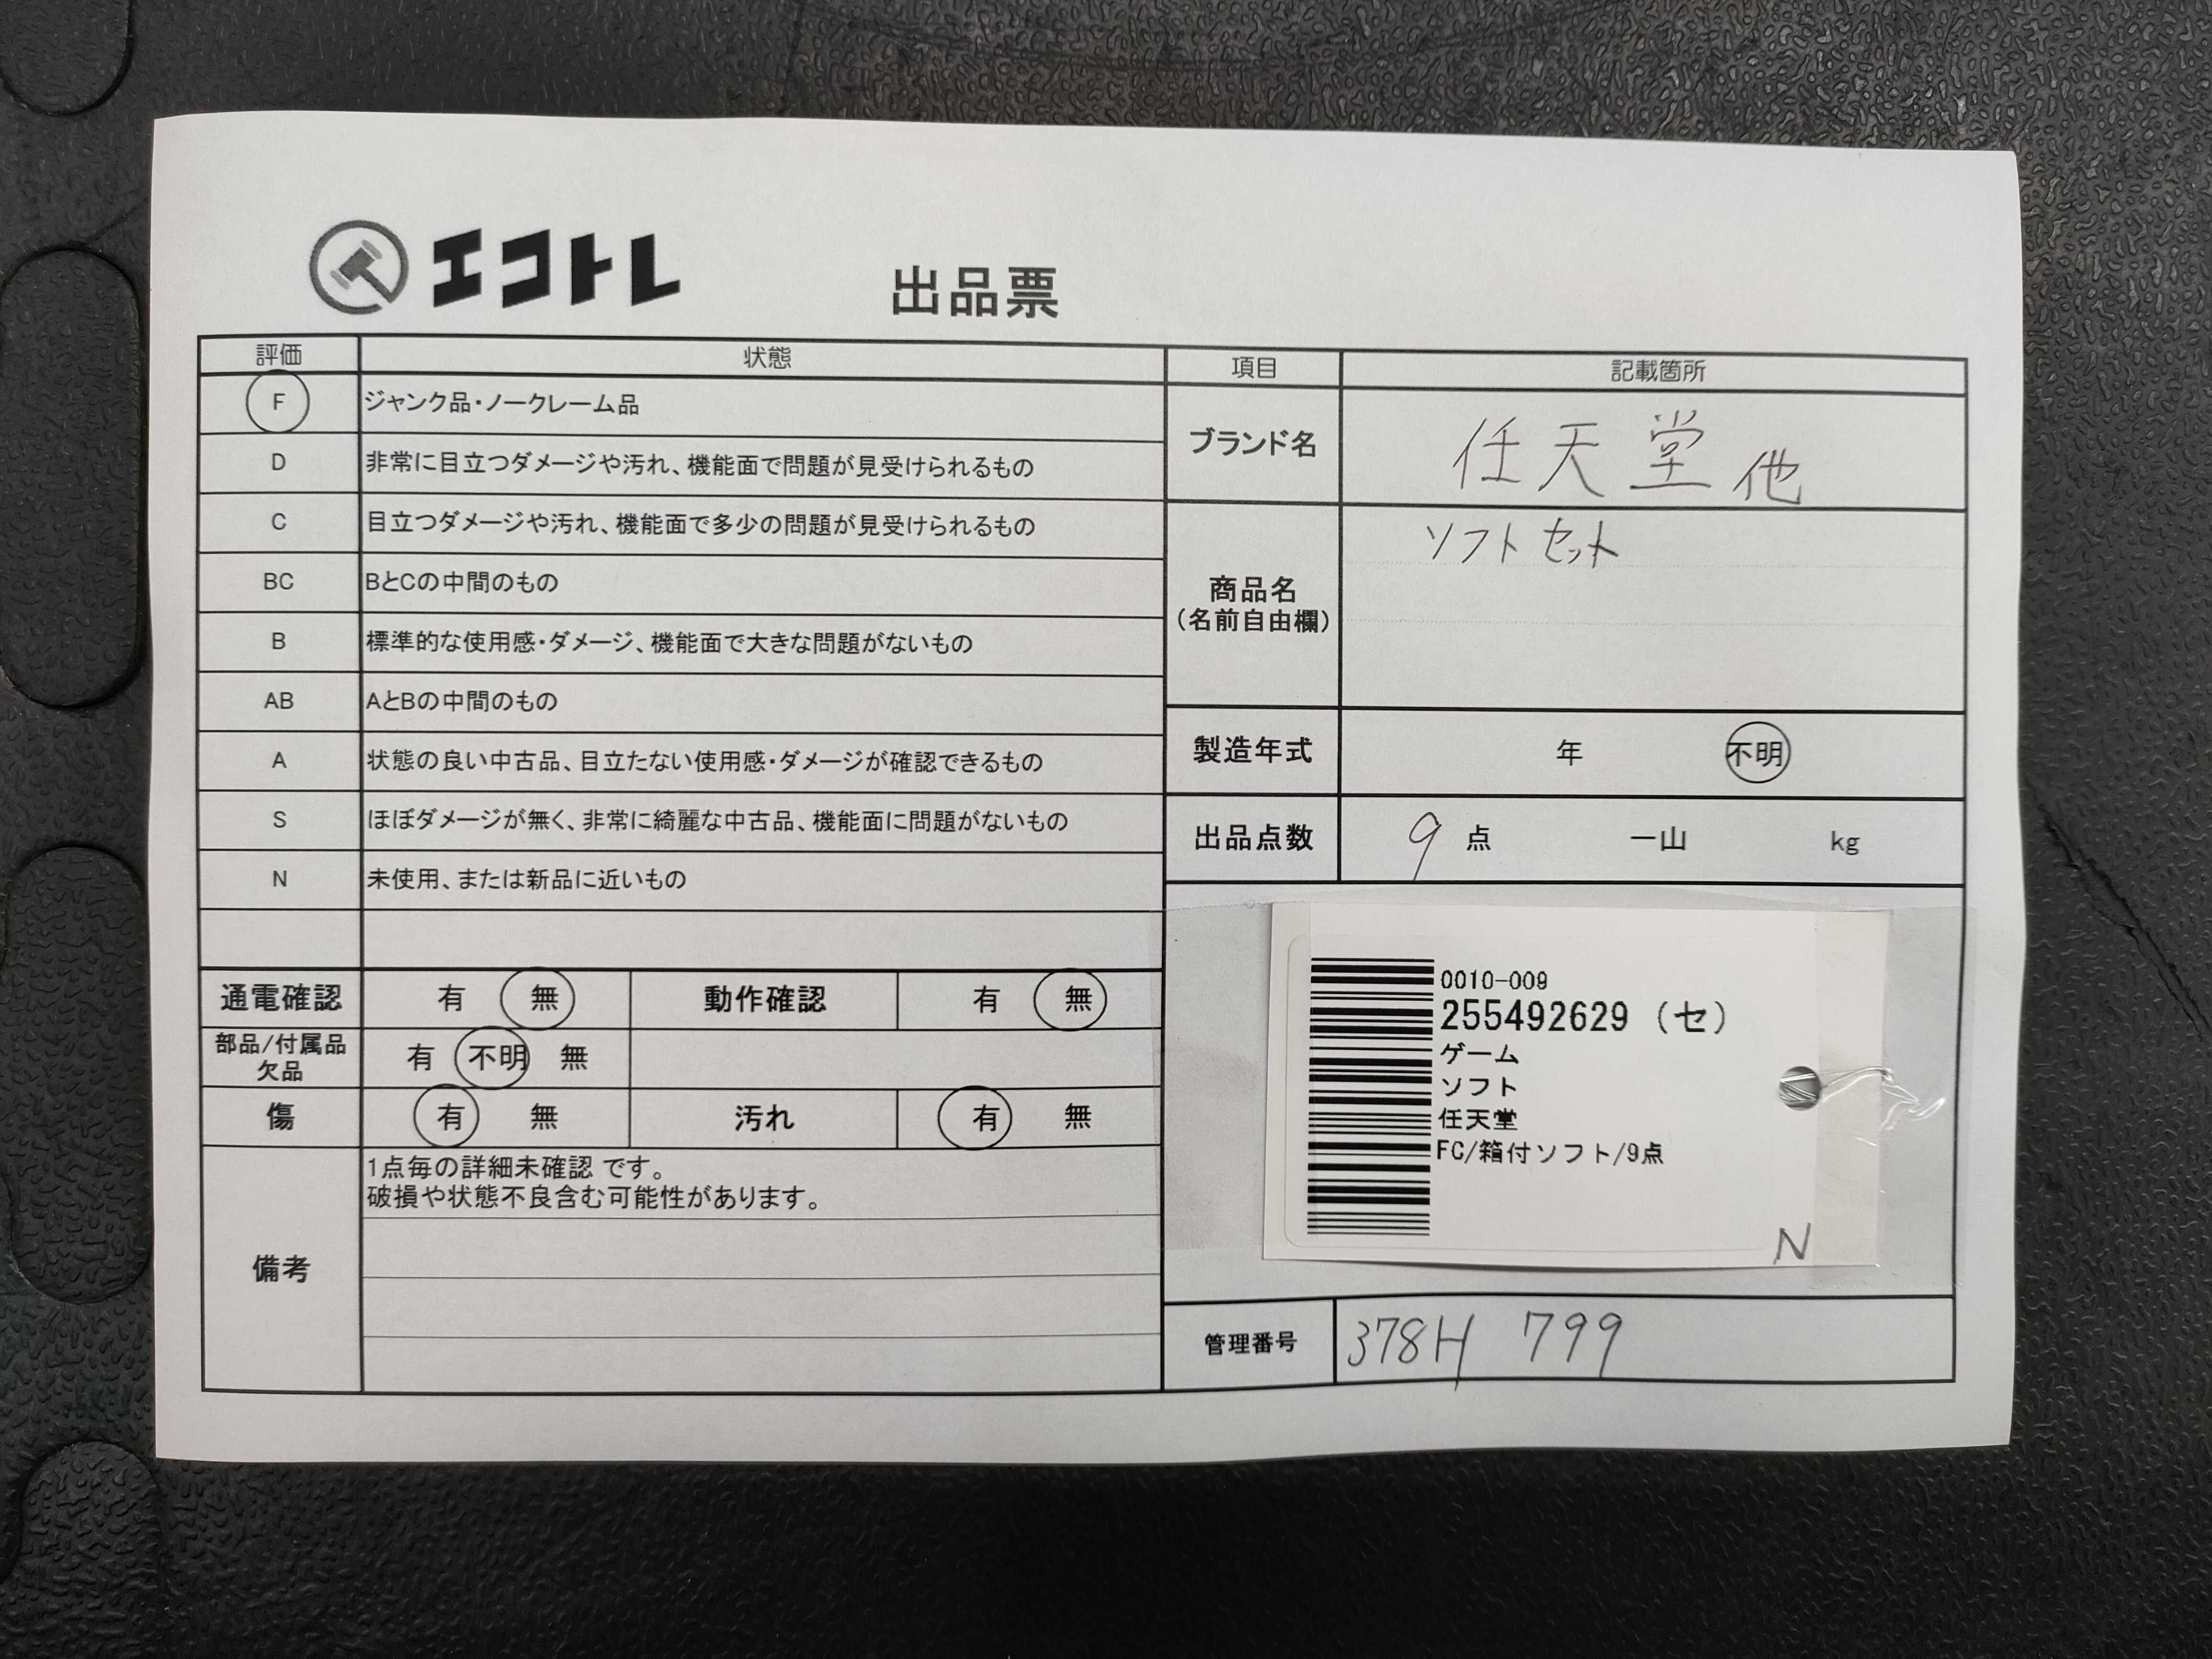 エコトレ
出品票
評価 状態
F ジャンク品・ノークレーム品
D 非常に目立つダメージや汚れ、機能面で問題が見受けられるもの
C 目立つダメージや汚れ、機能面で多少の問題が見受けられるもの
BC BとCの中間のもの
B 標準的な使用感・ダメージ、機能面で大きな問題がないもの
AB AとBの中間のもの
A 状態の良い中古品、目立たない使用感・ダメージが確認できるもの
S ほぼダメージが無く、非常に綺麗な中古品、機能面に問題がないもの
N 未使用、または新品に近いもの
通電確認 有 無 動作確認 有 無
部品/付属品
欠品 有 不明 無
傷 有 無 汚れ 有 無
備考
1点毎の詳細未確認 です。
破損や状態不良含む可能性があります。
項目 記載箇所
ブランド名 任天堂 他
商品名
(名前自由欄)
ソフトセット
製造年式 年 不明
出品点数 9 点 一山 kg
0010-009
255492629 (セ)
ゲーム
ソフト
任天堂
FC/箱付ソフト/9点
N
管理番号 378H 799